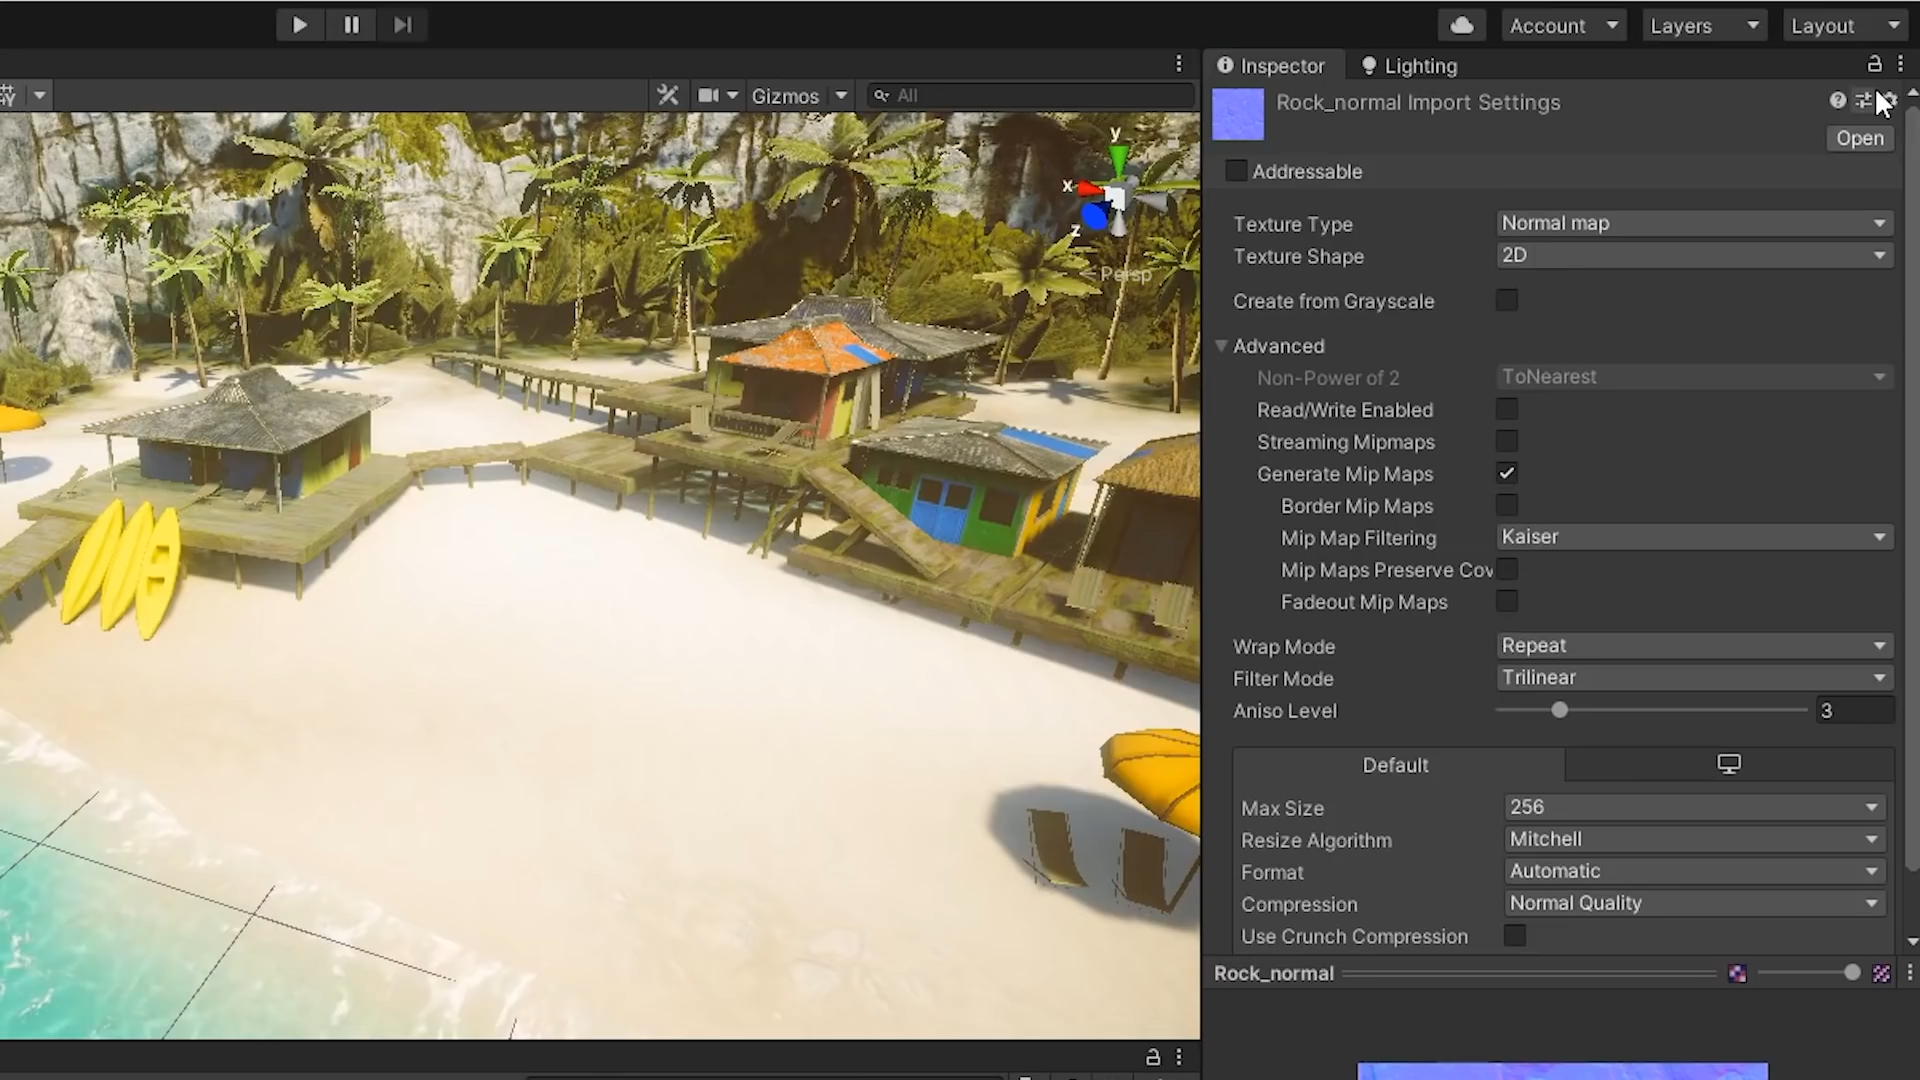 Account
Layers
Layout
Gizmos
All
y
x
z
Persp
Inspector
Lighting
Rock_normal Import Settings
Open
Addressable
Texture Type Normal map
Texture Shape 2D
Create from Grayscale
Advanced
Non-Power of 2 ToNearest
Read/Write Enabled
Streaming Mipmaps
Generate Mip Maps
Border Mip Maps
Mip Map Filtering Kaiser
Mip Maps Preserve Cov
Fadeout Mip Maps
Wrap Mode Repeat
Filter Mode Trilinear
Aniso Level 3
Default
Max Size 256
Resize Algorithm Mitchell
Format Automatic
Compression Normal Quality
Use Crunch Compression
Rock_normal